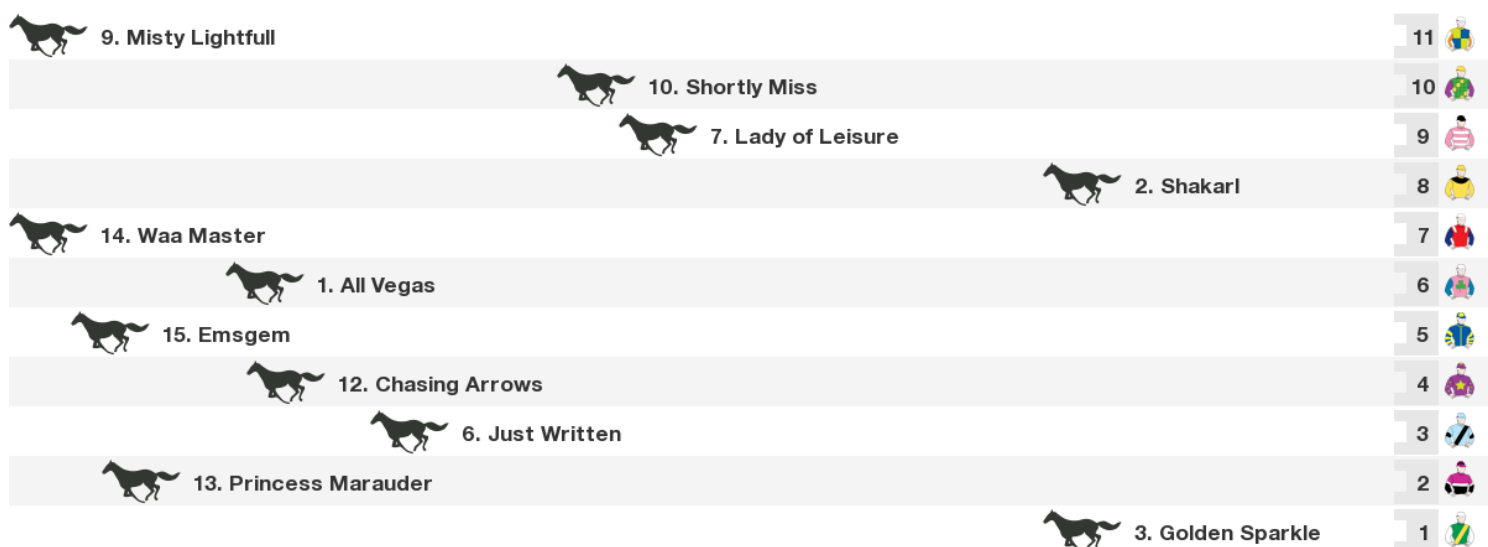 9. Misty Lightfull 11
10. Shortly Miss 10
7. Lady of Leisure 9
2. Shakarl 8
14. Waa Master 7
1. All Vegas 6
15. Emsgem 5
12. Chasing Arrows 4
6. Just Written 3
13. Princess Marauder 2
3. Golden Sparkle 1